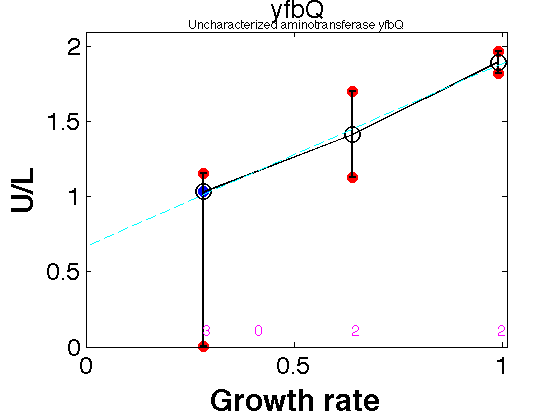 yfbQ
Uncharacterized aminotransferase yfbQ
2
1.5
1
0.5
0
U/L
3 0 2 2
0 0.5 1
Growth rate